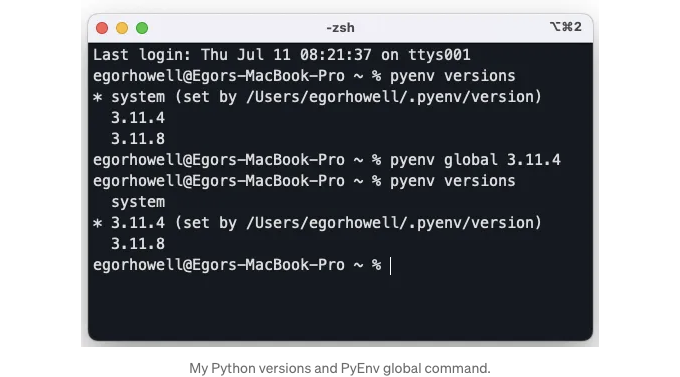 -zsh
⌥⌘2
Last login: Thu Jul 11 08:21:37 on ttys001
egorhowell@Egors-MacBook-Pro ~ % pyenv versions
* system (set by /Users/egorhowell/.pyenv/version)
  3.11.4
  3.11.8
egorhowell@Egors-MacBook-Pro ~ % pyenv global 3.11.4
egorhowell@Egors-MacBook-Pro ~ % pyenv versions
  system
* 3.11.4 (set by /Users/egorhowell/.pyenv/version)
  3.11.8
egorhowell@Egors-MacBook-Pro ~ %
My Python versions and PyEnv global command.